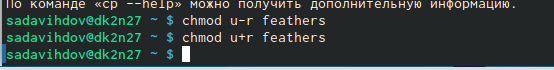 По команде «cp --help» можно получить дополнительную информацию.
sadavihdov@dk2n27 ~ $ chmod u-r feathers
sadavihdov@dk2n27 ~ $ chmod u+r feathers
sadavihdov@dk2n27 ~ $